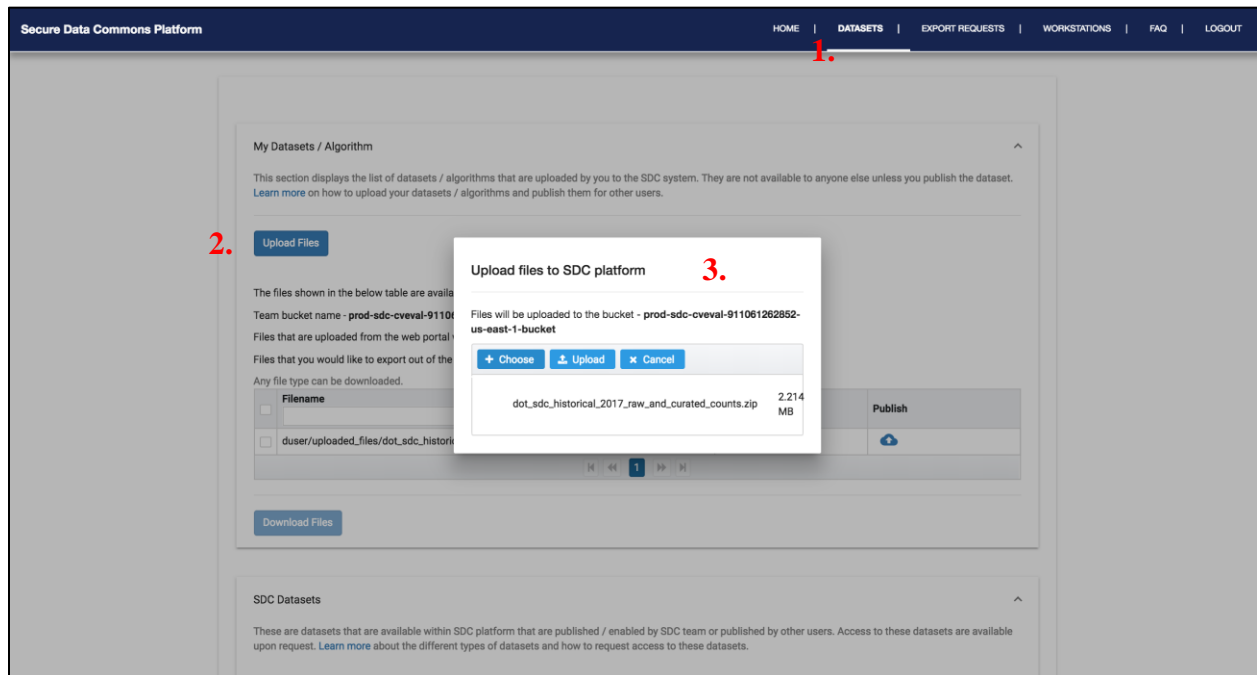 Secure Data Commons Platform
HOME | DATASETS | EXPORT REQUESTS | WORKSTATIONS | FAQ | LOGOUT
1.
My Datasets / Algorithm
This section displays the list of datasets / algorithms that are uploaded by you to the SDC system. They are not available to anyone else unless you publish the dataset.
Learn more on how to upload your datasets / algorithms and publish them for other users.
2.
Upload Files
The files shown in the below table are availa
Team bucket name - prod-sdc-cveval-91106
Files that are uploaded from the web portal
Files that you would like to export out of the
Any file type can be downloaded.
Filename
Publish
duser/uploaded_files/dot_sdc_historic
1
Download Files
Upload files to SDC platform
3.
Files will be uploaded to the bucket - prod-sdc-cveval-911061262852-
us-east-1-bucket
+ Choose
Upload
× Cancel
dot_sdc_historical_2017_raw_and_curated_counts.zip
2.214
MB
SDC Datasets
These are datasets that are available within SDC platform that are published / enabled by SDC team or published by other users. Access to these datasets are available
upon request. Learn more about the different types of datasets and how to request access to these datasets.